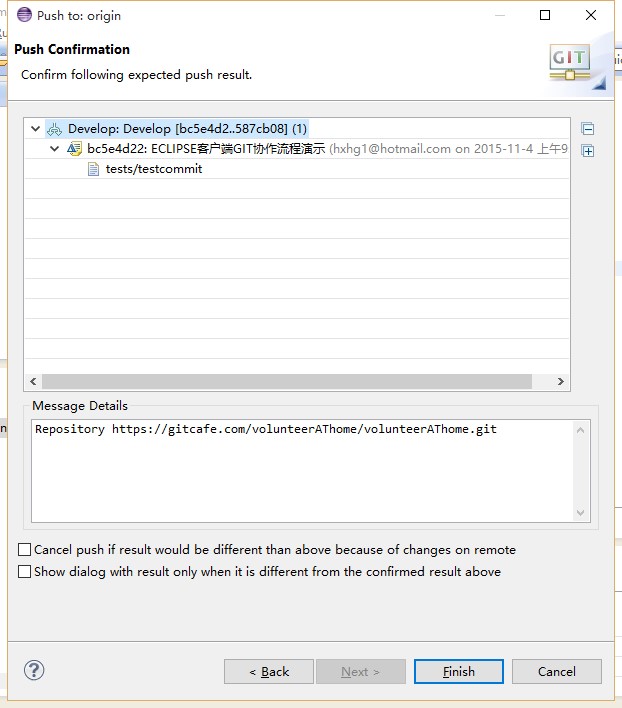 Push to: origin
Push Confirmation
Confirm following expected push result.
GIT
Develop: Develop [bc5e4d2..587cb08] (1)
bc5e4d22: ECLIPSE客户端GIT协作流程演示 (hxhg1@hotmail.com on 2015-11-4 上午9
tests/testcommit
Message Details
Repository https://gitcafe.com/volunteerAThome/volunteerAThome.git
Cancel push if result would be different than above because of changes on remote
Show dialog with result only when it is different from the confirmed result above
< Back
Next >
Finish
Cancel